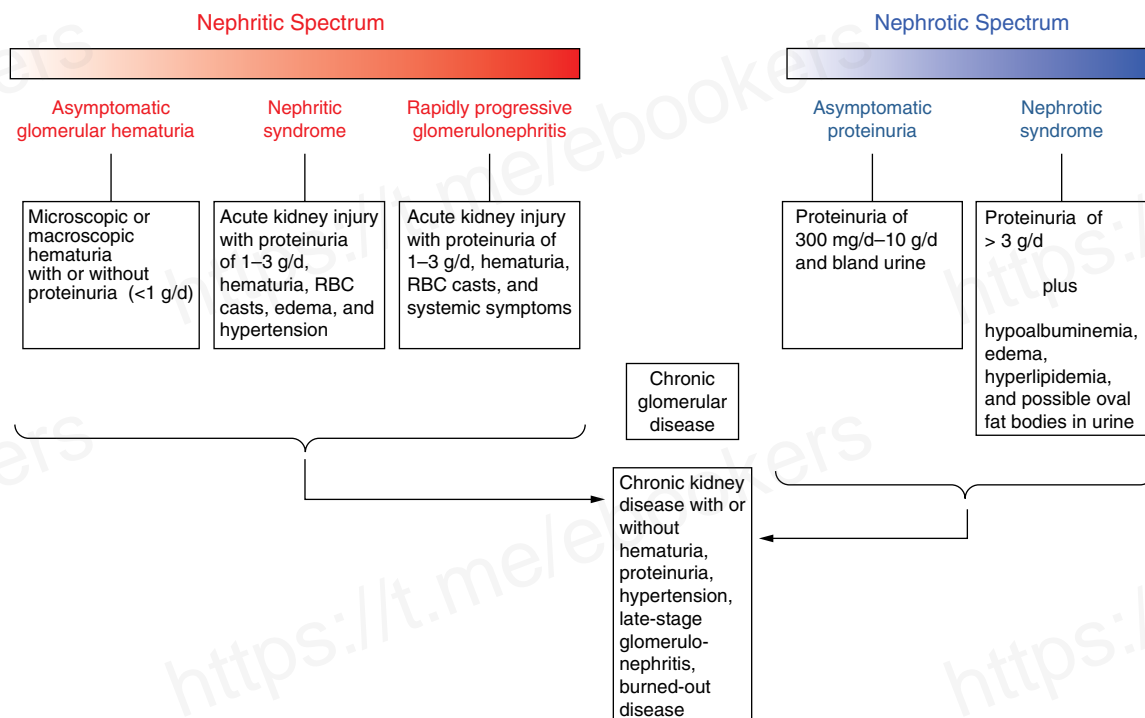 Nephritic Spectrum
Asymptomatic
glomerular hematuria
Nephritic
syndrome
Rapidly progressive
glomerulonephritis
Microscopic or
macroscopic
hematuria
with or without
proteinuria (<1 g/d)
Acute kidney injury
with proteinuria
of 1–3 g/d,
hematuria, RBC
casts, edema, and
hypertension
Acute kidney injury
with proteinuria of
1–3 g/d, hematuria,
RBC casts, and
systemic symptoms
Nephrotic Spectrum
Asymptomatic
proteinuria
Nephrotic
syndrome
Proteinuria of
300 mg/d–10 g/d
and bland urine
Proteinuria of
> 3 g/d
plus
hypoalbuminemia,
edema,
hyperlipidemia,
and possible oval
fat bodies in urine
Chronic
glomerular
disease
Chronic kidney
disease with or
without
hematuria,
proteinuria,
hypertension,
late-stage
glomerulo-
nephritis,
burned-out
disease
https://t.me/ebookers
https://t.me/ebookers